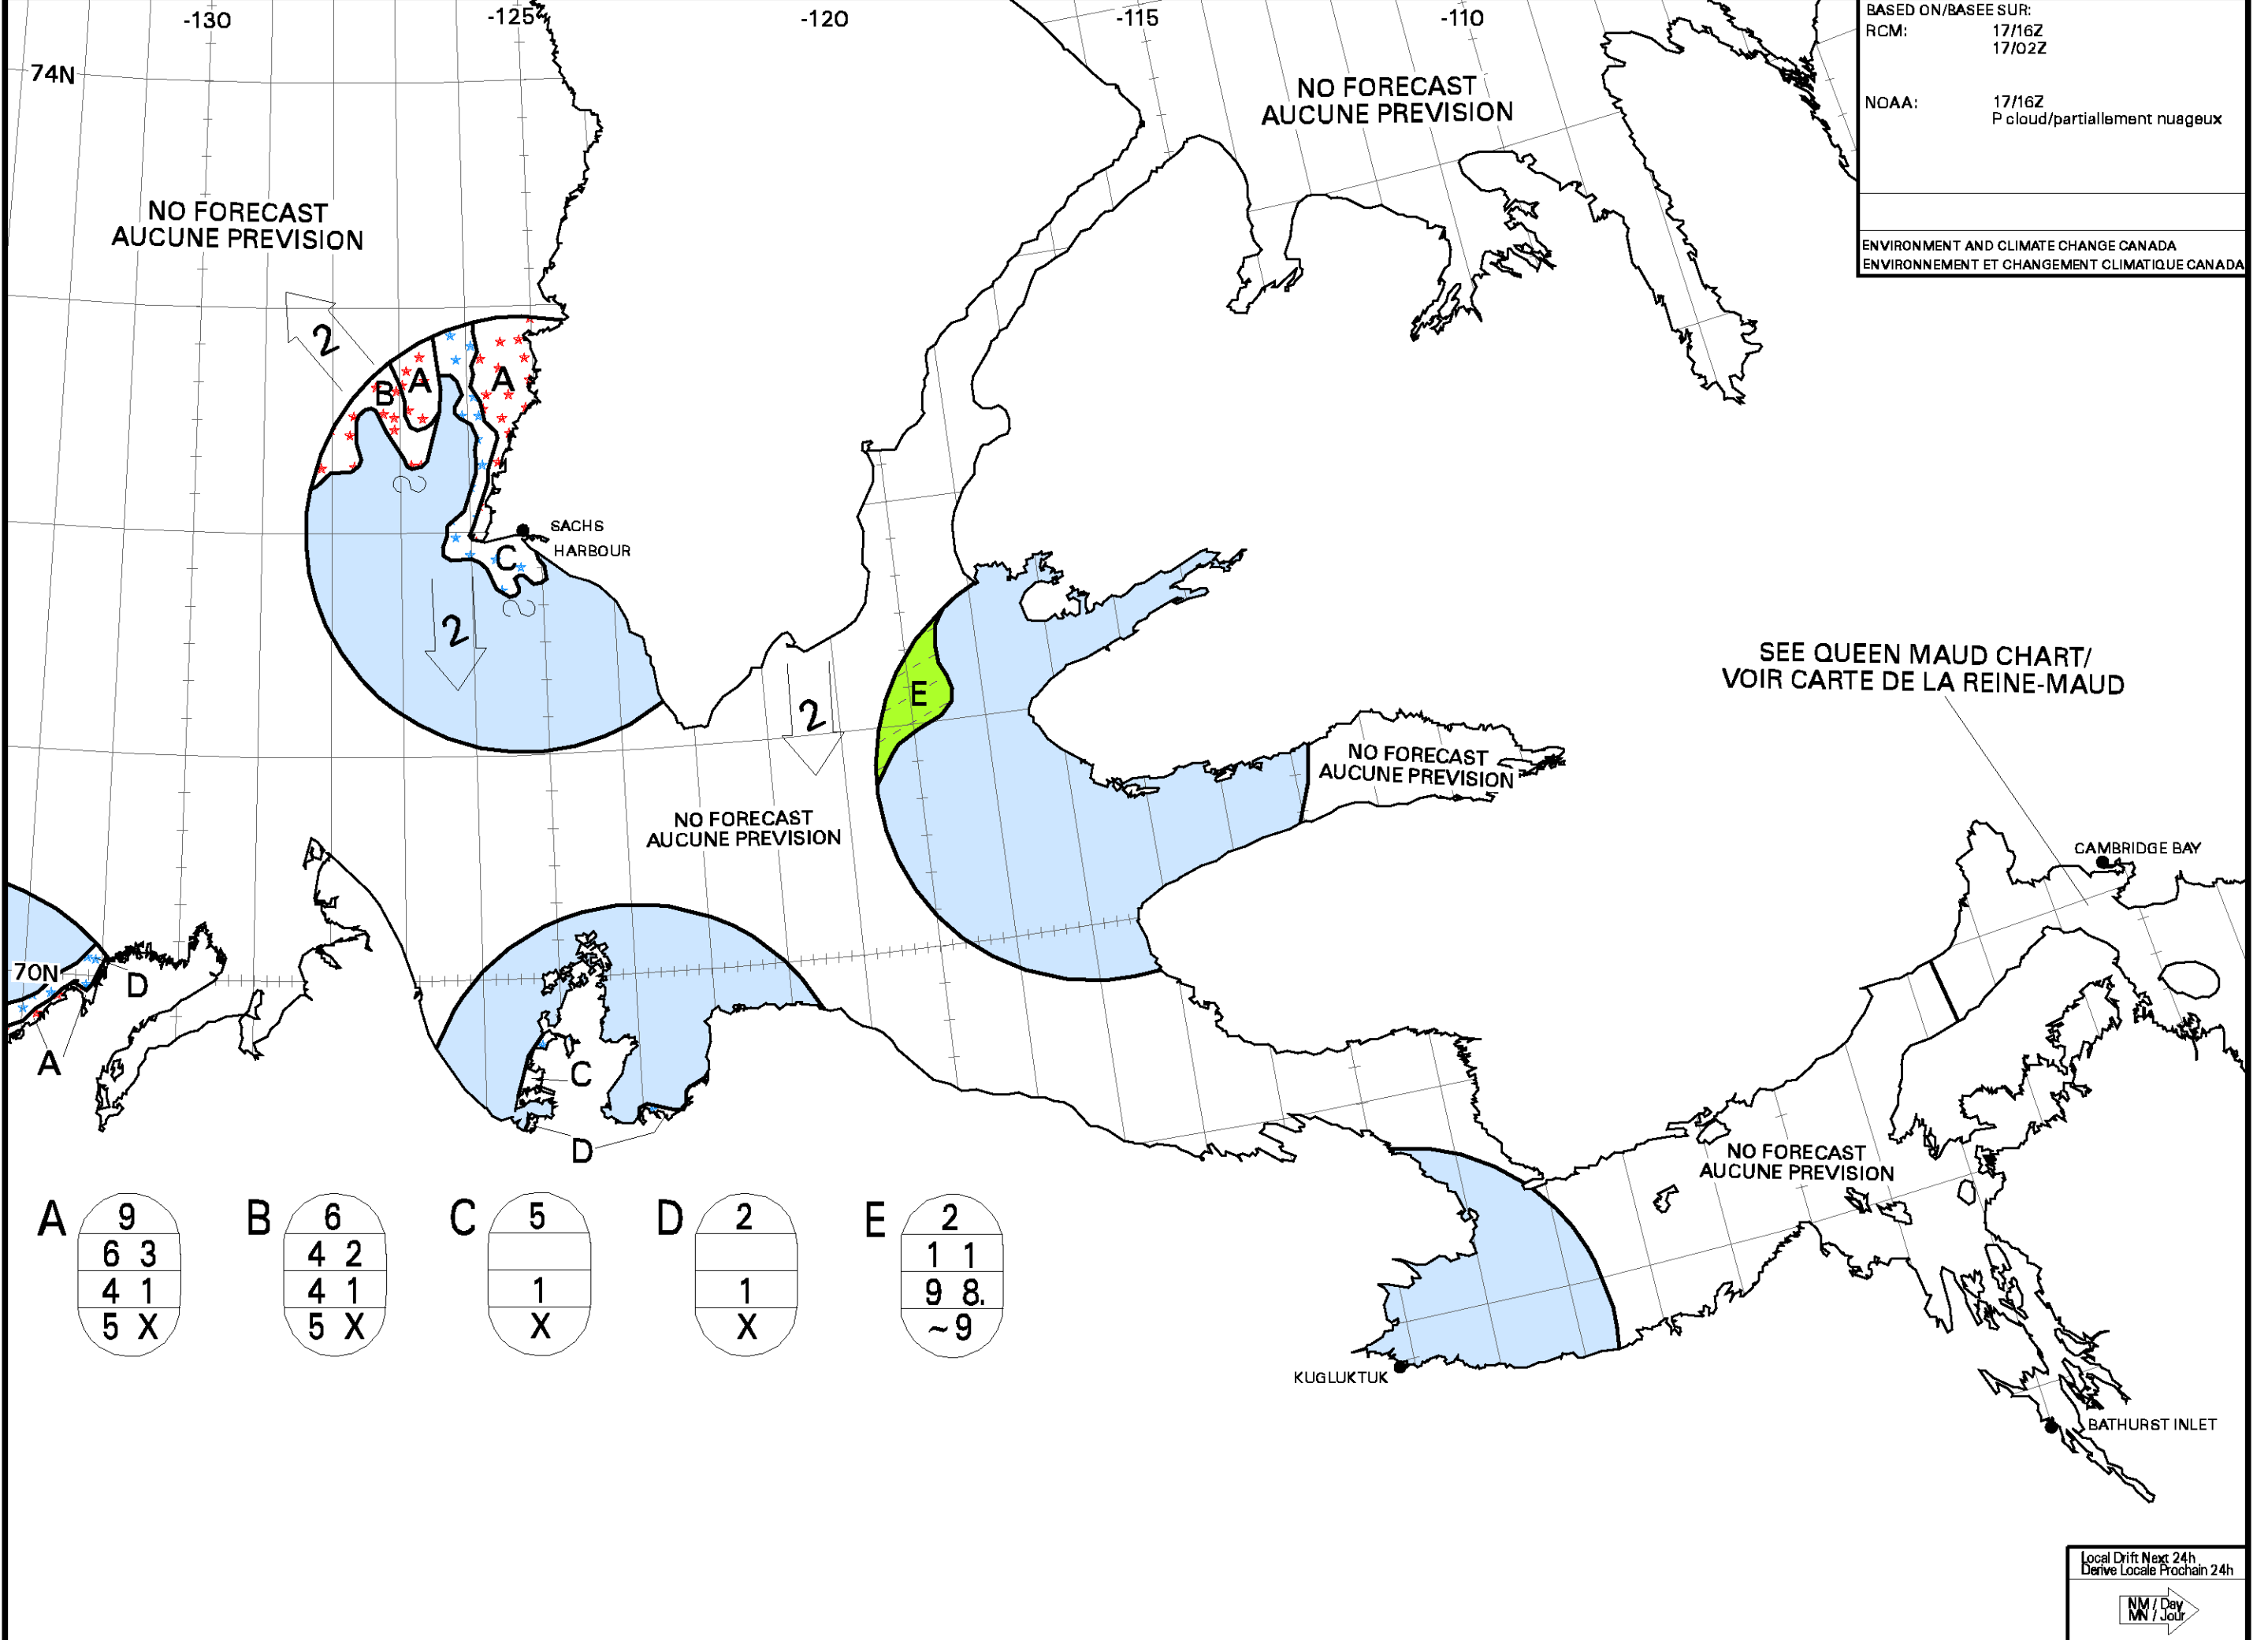 -130
-125
-120
-115
-110
BASED ON/BASEE SUR:
RCM: 17/16Z
17/02Z
NOAA: 17/16Z
P cloud/partiallement nuageux
ENVIRONMENT AND CLIMATE CHANGE CANADA
ENVIRONNEMENT ET CHANGEMENT CLIMATIQUE CANADA
74N
NO FORECAST
AUCUNE PREVISION
NO FORECAST
AUCUNE PREVISION
2
B
A
A
SACHS
HARBOUR
C
2
2
E
SEE QUEEN MAUD CHART/
VOIR CARTE DE LA REINE-MAUD
NO FORECAST
AUCUNE PREVISION
NO FORECAST
AUCUNE PREVISION
CAMBRIDGE BAY
70N
D
A
C
D
NO FORECAST
AUCUNE PREVISION
A
9
6 3
4 1
5 X
B
6
4 2
4 1
5 X
C
5
1
X
D
2
1
X
E
2
1 1
9 8.
~9
KUGLUKTUK
BATHURST INLET
Local Drift Next 24h
Derive Locale Prochain 24h
NM / Day
MN / Jour